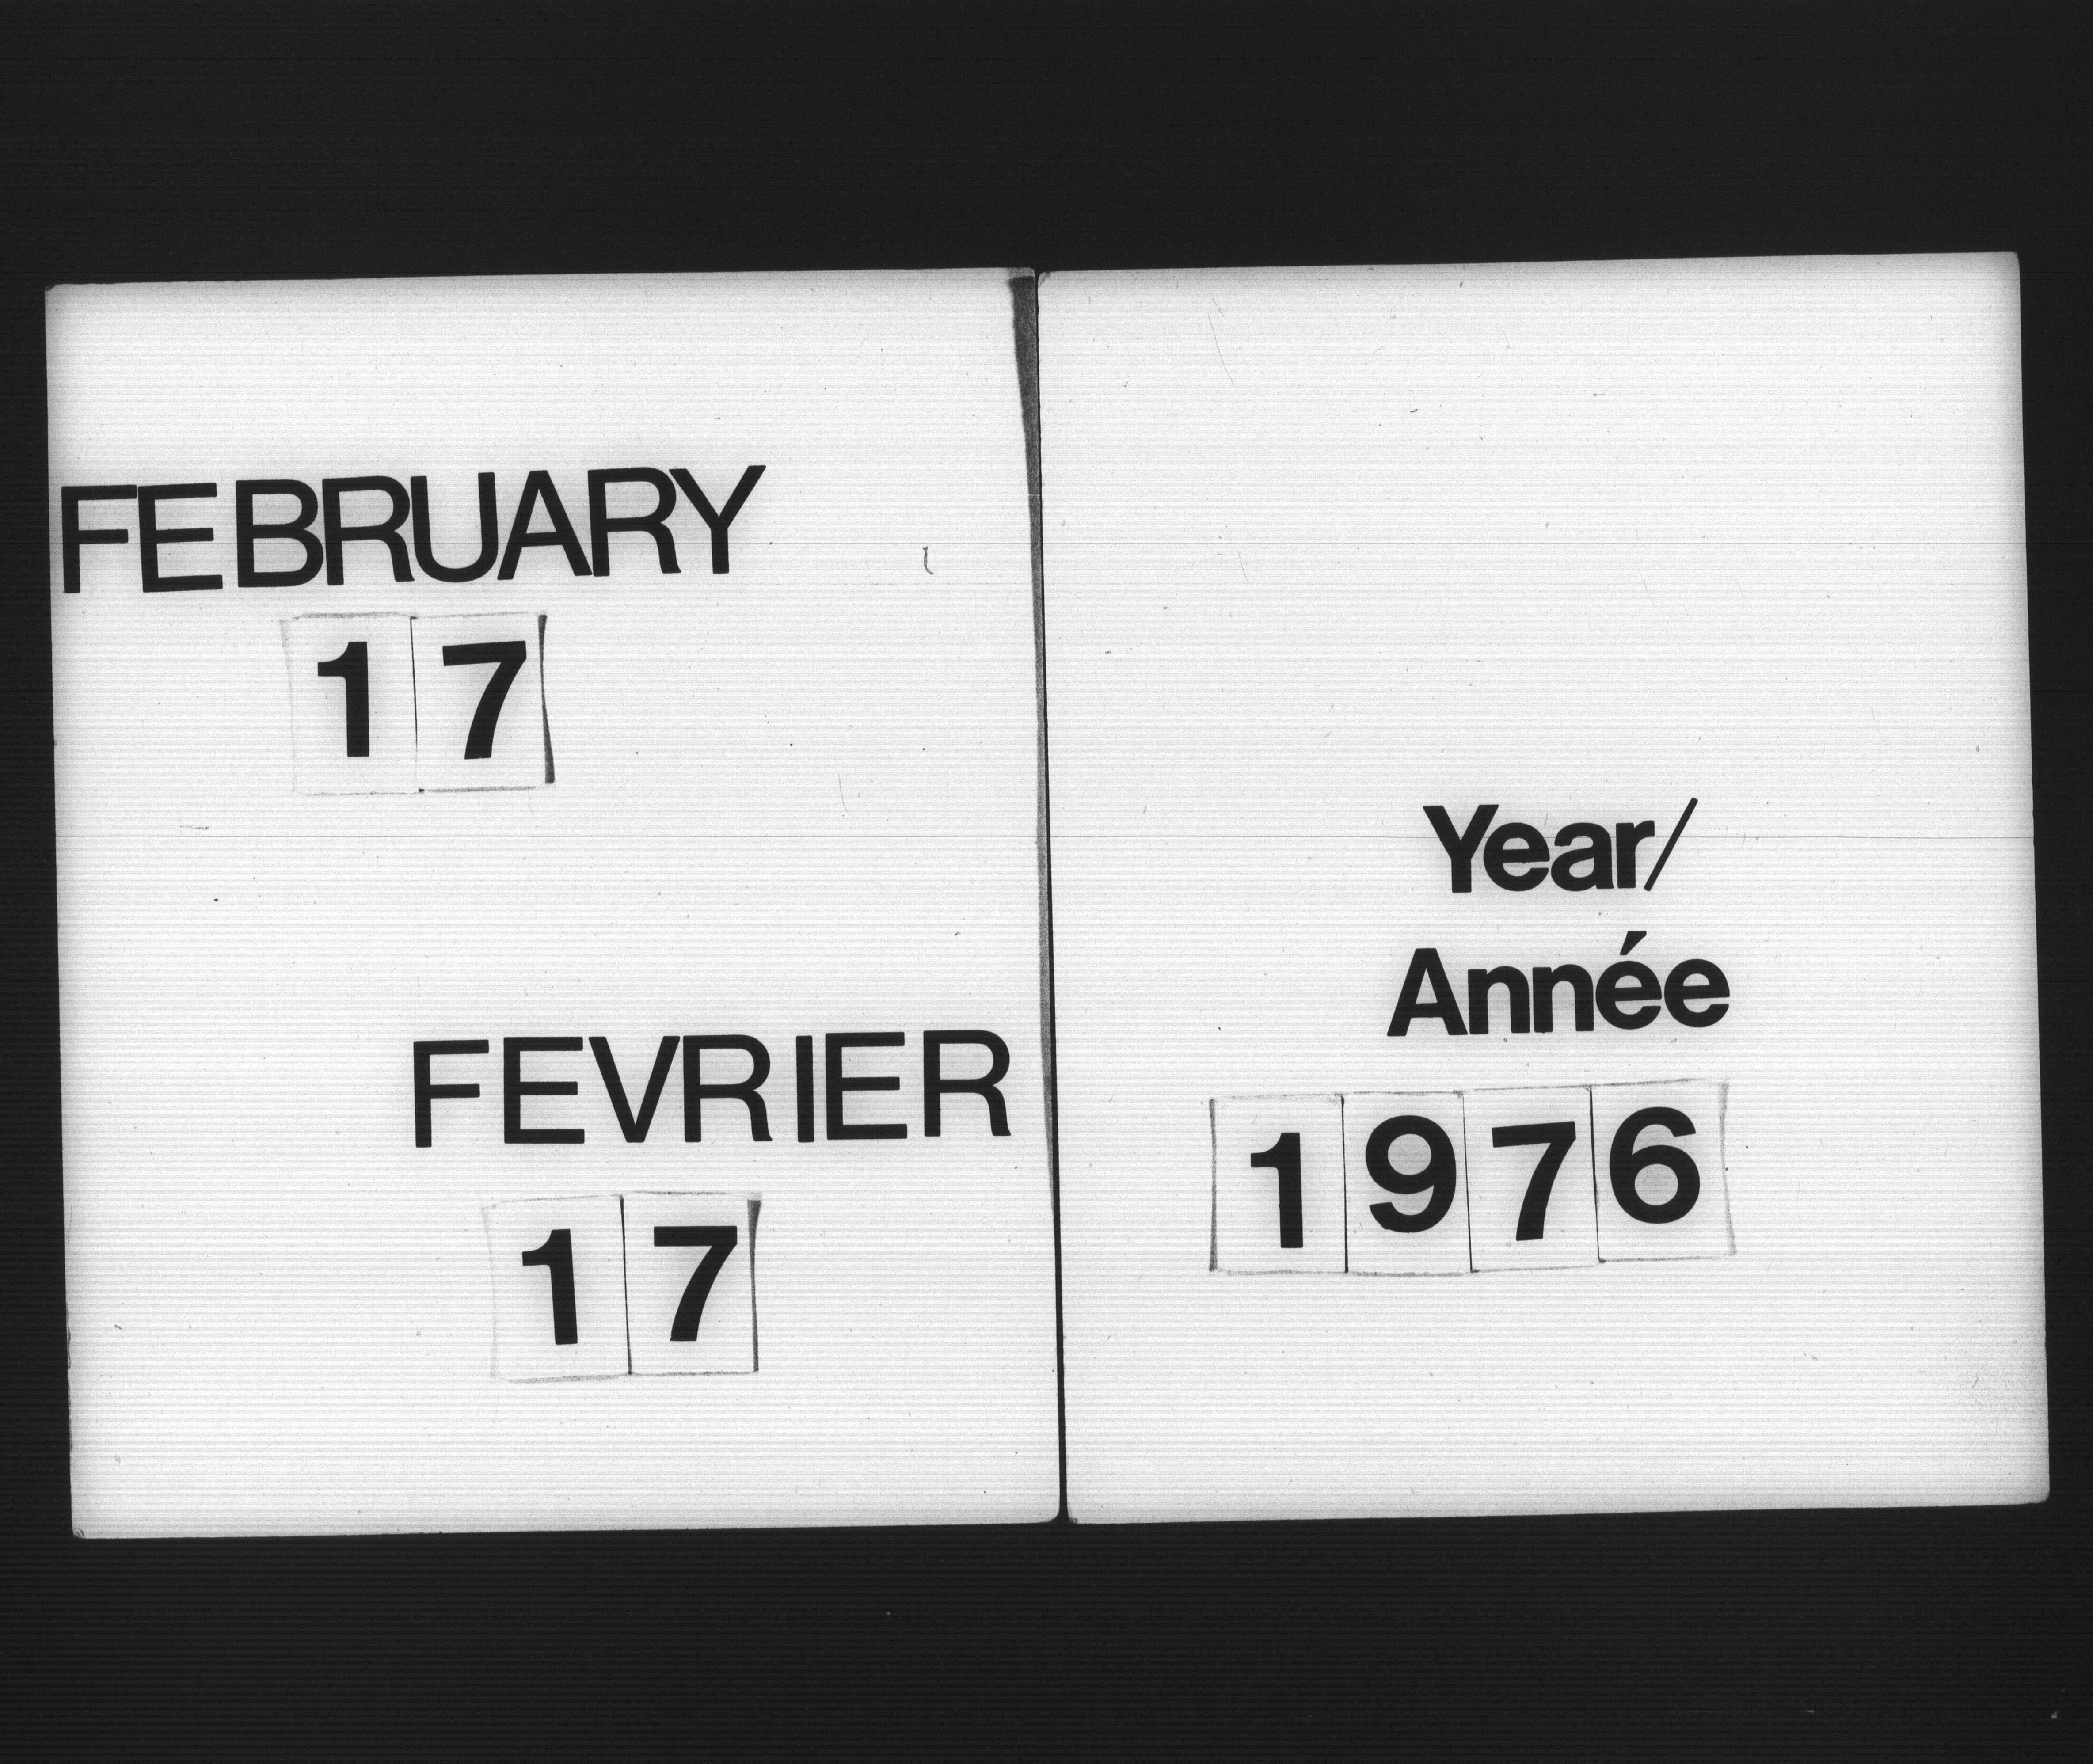 FEBRUARY
17
FEVRIER
17
Year/
Année
1976